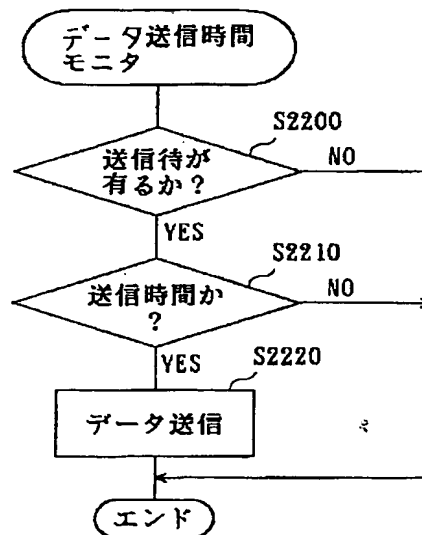 データ送信時間
モニタ
S2200
送信待が
有るか？
NO
YES
S2210
送信時間か
？
NO
YES
S2220
データ送信
エンド